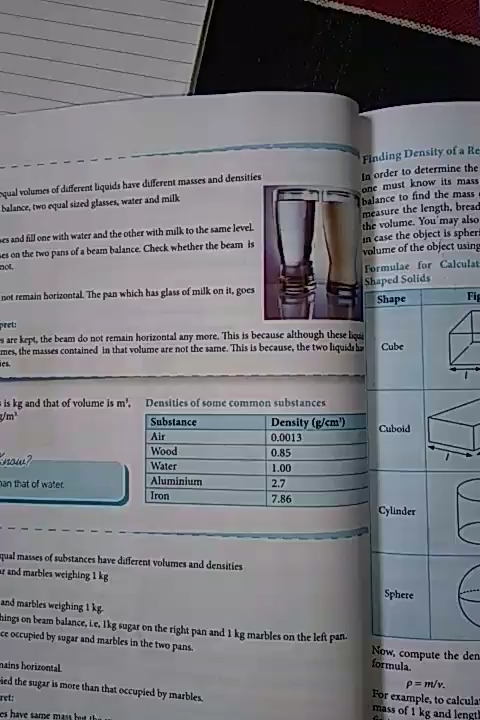 qual volumes of different liquids have different masses and densities
balance, two equal sized glasses, water and milk
es and fill one with water and the other with milk to the same level.
es on the two pans of a beam balance. Check whether the beam is
not.
not remain horizontal. The pan which has glass of milk on it, goes
pret:
s are kept, the beam do not remain horizontal any more. This is because although these
mes, the masses contained in that volume are not the same. This is because, the two liquids
ies.
is kg and that of volume is m³,
g/m³
Know?
han that of water.
Densities of some common substances
Substance Density (g/cm³)
Air 0.0013
Wood 0.85
Water 1.00
Aluminium 2.7
Iron 7.86
qual masses of substances have different volumes and densities
ar and marbles weighing 1 kg
and marbles weighing 1 kg.
hings on beam balance, i.e, 1kg sugar on the right pan and 1 kg marbles on the left pan.
ce occupied by sugar and marbles in the two pans.
mains horizontal.
ied the sugar is more than that occupied by marbles.
ret:
es have same mass but the
Finding Density of a Re
In order to determine the
one must know its mass
balance to find the mass
measure the length, bread
the volume. You may also
in case the object is spheri
volume of the object using
Formulae for Calculat
Shaped Solids
Shape Fig
Cube
l
Cuboid
l
Cylinder
Sphere
Now, compute the den
formula.
ρ = m/v.
For example, to calcula
mass of 1 kg and length